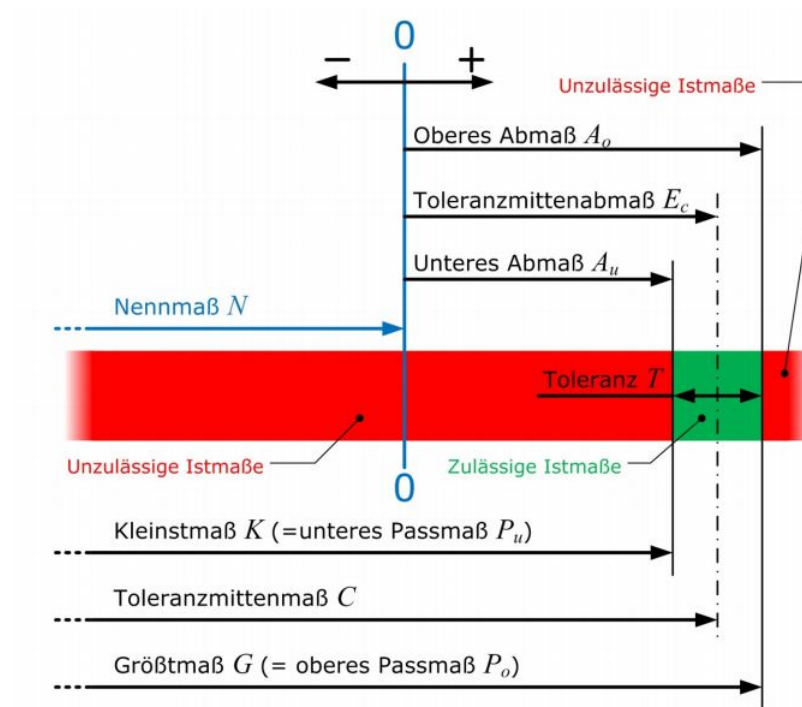 0
− +
Unzulässige Istmaße
Oberes Abmaß A_o
Toleranzmittenabmaß E_c
Unteres Abmaß A_u
Nennmaß N
Toleranz T
Unzulässige Istmaße
Zulässige Istmaße
0
Kleinstmaß K (=unteres Passmaß P_u)
Toleranzmittenmaß C
Größtmaß G (= oberes Passmaß P_o)